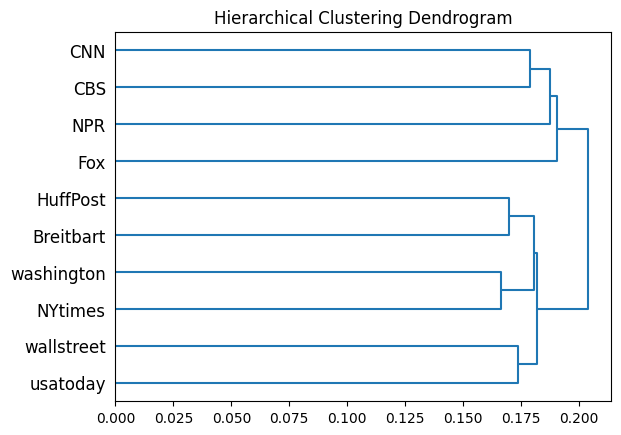 Hierarchical Clustering Dendrogram
CNN
CBS
NPR
Fox
HuffPost
Breitbart
washington
NYtimes
wallstreet
usatoday
0.000 0.025 0.050 0.075 0.100 0.125 0.150 0.175 0.200